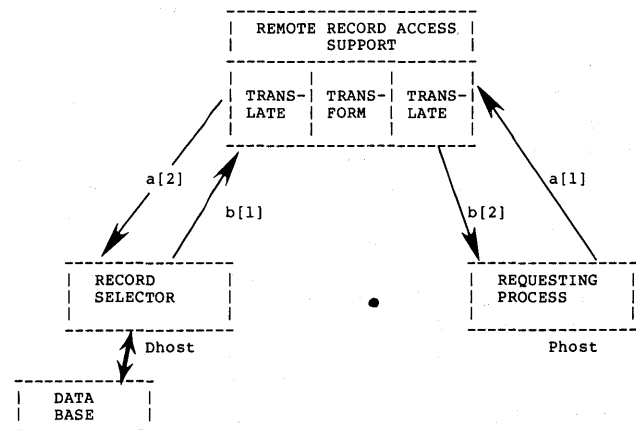 REMOTE RECORD ACCESS
SUPPORT
TRANS- TRANS- TRANS-
LATE FORM LATE
a[2] a[1]
b[1] b[2]
RECORD REQUESTING
SELECTOR PROCESS
Dhost Phost
DATA
BASE